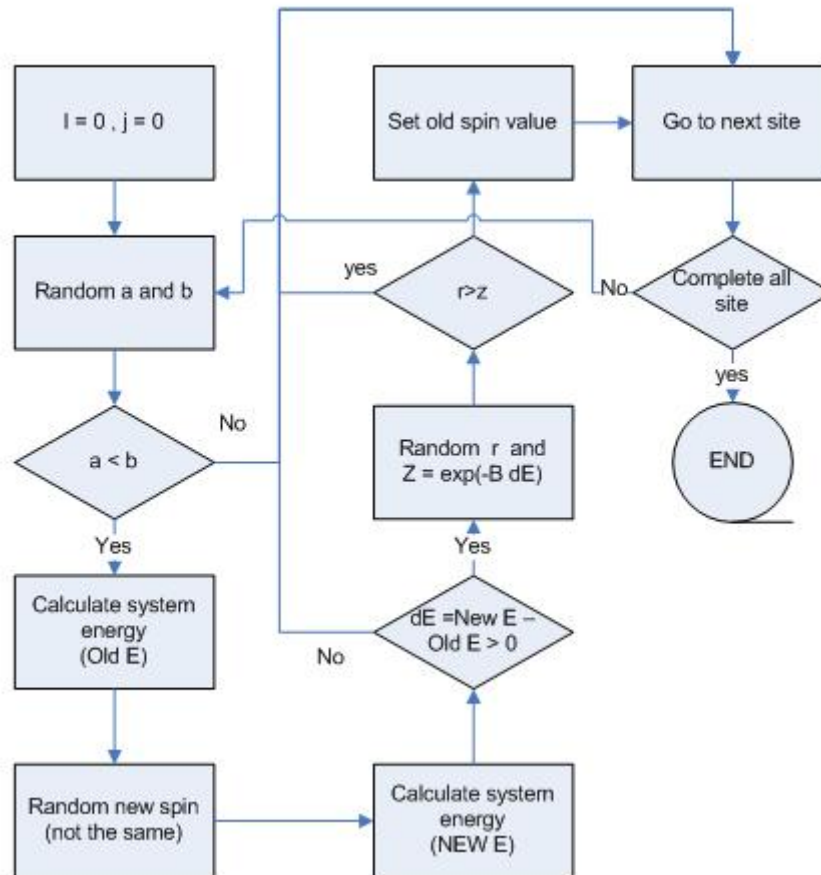 I = 0 , j = 0
Random a and b
a < b
No
Yes
Calculate system
energy
(Old E)
Random new spin
(not the same)
Calculate system
energy
(NEW E)
dE =New E –
Old E > 0
No
Yes
Random r and
Z = exp(-B dE)
r>z
yes
Set old spin value
Go to next site
Complete all
site
No
yes
END